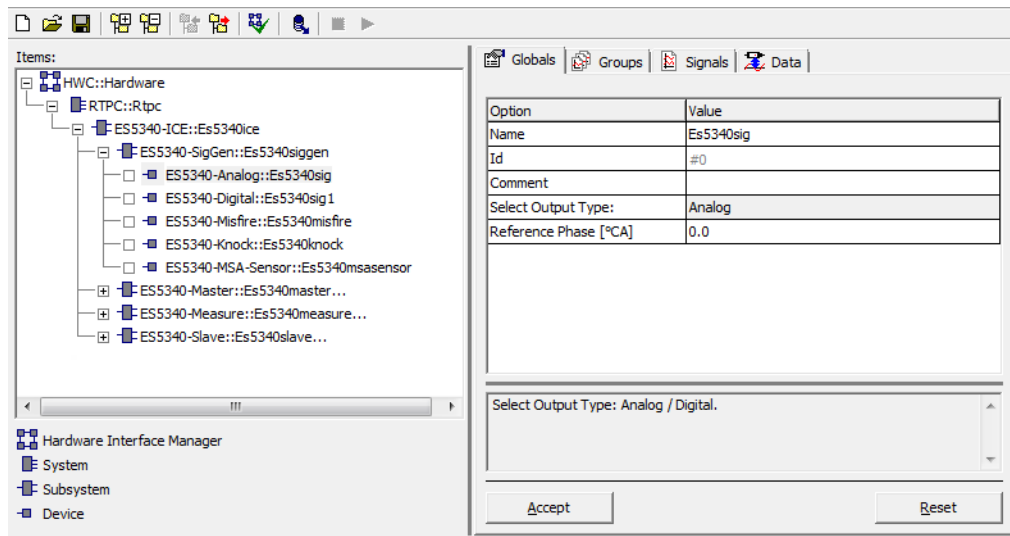 Items:
HWC::Hardware
RTPC::Rtpc
ES5340-ICE::Es5340ice
ES5340-SigGen::Es5340siggen
ES5340-Analog::Es5340sig
ES5340-Digital::Es5340sig1
ES5340-Misfire::Es5340misfire
ES5340-Knock::Es5340knock
ES5340-MSA-Sensor::Es5340msasensor
ES5340-Master::Es5340master...
ES5340-Measure::Es5340measure...
ES5340-Slave::Es5340slave...
Hardware Interface Manager
System
Subsystem
Device
Globals Groups Signals Data
Option Value
Name Es5340sig
Id #0
Comment
Select Output Type: Analog
Reference Phase [°CA] 0.0
Select Output Type: Analog / Digital.
Accept Reset